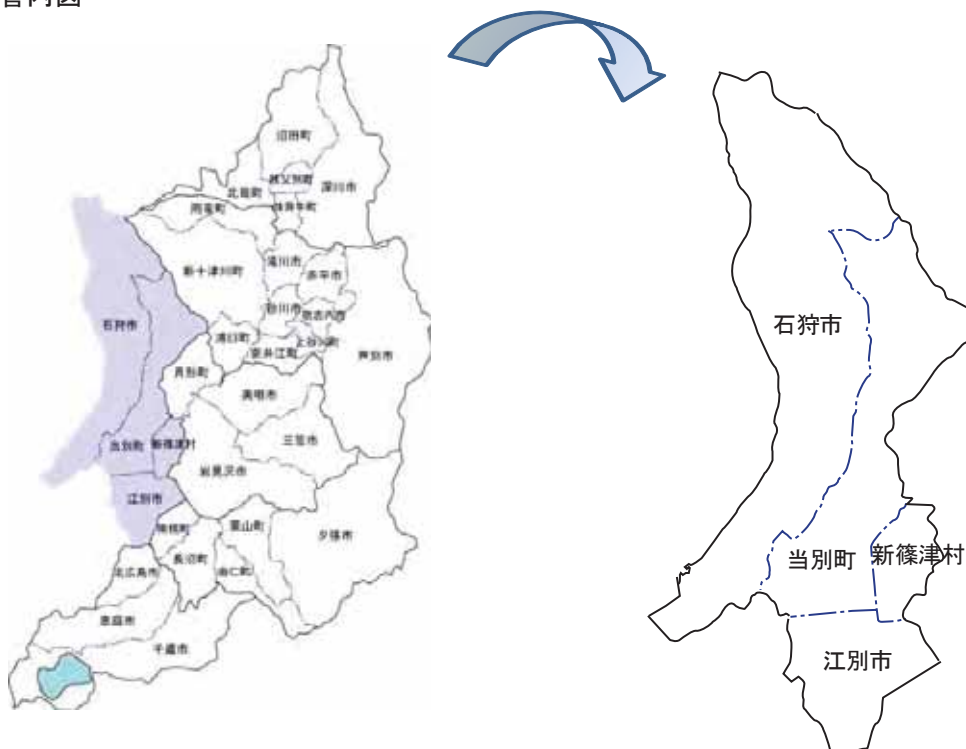 管内図
沼田町
秩父別町
北竜町
深川市
雨竜町
妹背牛町
新十津川町
滝川市
赤平市
砂川市
歌志内市
石狩市
浦臼町
奈井江町
上砂川町
芦別市
月形町
美唄市
三笠市
当別町
新篠津村
岩見沢市
江別市
南幌町
栗山町
夕張市
北広島市
長沼町
由仁町
恵庭市
千歳市
石狩市
当別町
新篠津村
江別市